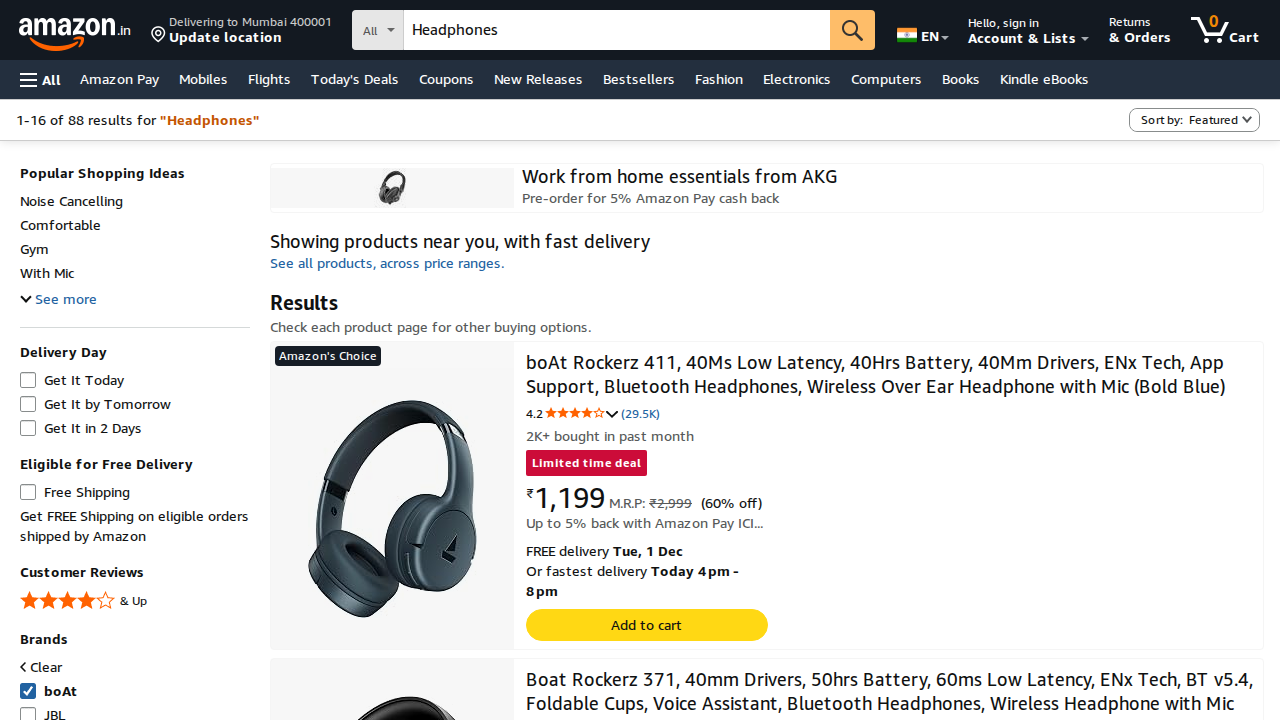 amazon.in
Delivering to Mumbai 400001
Update location
All
Headphones
EN
Hello, sign in
Account & Lists
Returns
& Orders
0
Cart
All
Amazon Pay
Mobiles
Flights
Today's Deals
Coupons
New Releases
Bestsellers
Fashion
Electronics
Computers
Books
Kindle eBooks
1-16 of 88 results for "Headphones"
Sort by: Featured
Popular Shopping Ideas
Noise Cancelling
Comfortable
Gym
With Mic
See more
Delivery Day
Get It Today
Get It by Tomorrow
Get It in 2 Days
Eligible for Free Delivery
Free Shipping
Get FREE Shipping on eligible orders
shipped by Amazon
Customer Reviews
& Up
Brands
Clear
boAt
JBL
Work from home essentials from AKG
Pre-order for 5% Amazon Pay cash back
Showing products near you, with fast delivery
See all products, across price ranges.
Results
Check each product page for other buying options.
Amazon's Choice
boAt Rockerz 411, 40Ms Low Latency, 40Hrs Battery, 40Mm Drivers, ENx Tech, App
Support, Bluetooth Headphones, Wireless Over Ear Headphone with Mic (Bold Blue)
4.2 (29.5K)
2K+ bought in past month
Limited time deal
₹1,199 M.R.P: ₹2,999 (60% off)
Up to 5% back with Amazon Pay ICI...
FREE delivery Tue, 1 Dec
Or fastest delivery Today 4 pm -
8 pm
Add to cart
Boat Rockerz 371, 40mm Drivers, 50hrs Battery, 60ms Low Latency, ENx Tech, BT v5.4,
Foldable Cups, Voice Assistant, Bluetooth Headphones, Wireless Headphone with Mic